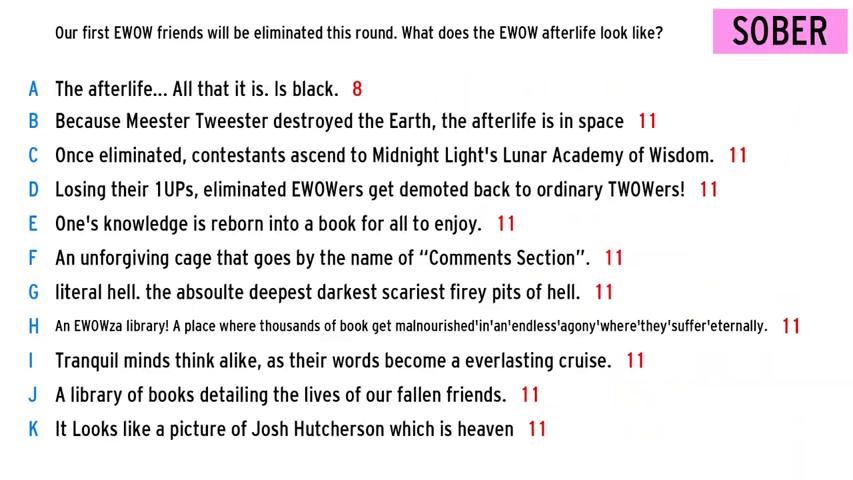 Our first EWOW friends will be eliminated this round. What does the EWOW afterlife look like?
SOBER
A The afterlife... All that it is. Is black. 8
B Because Meester Tweester destroyed the Earth, the afterlife is in space 11
C Once eliminated, contestants ascend to Midnight Light's Lunar Academy of Wisdom. 11
D Losing their 1UPs, eliminated EWOWers get demoted back to ordinary TWOWers! 11
E One's knowledge is reborn into a book for all to enjoy. 11
F An unforgiving cage that goes by the name of “Comments Section”. 11
G literal hell. the absoulte deepest darkest scariest firey pits of hell. 11
H An EWOWza library! A place where thousands of book get malnourished'in'an'endless'agony'where'they'suffer'eternally. 11
I Tranquil minds think alike, as their words become a everlasting cruise. 11
J A library of books detailing the lives of our fallen friends. 11
K It Looks like a picture of Josh Hutcherson which is heaven 11